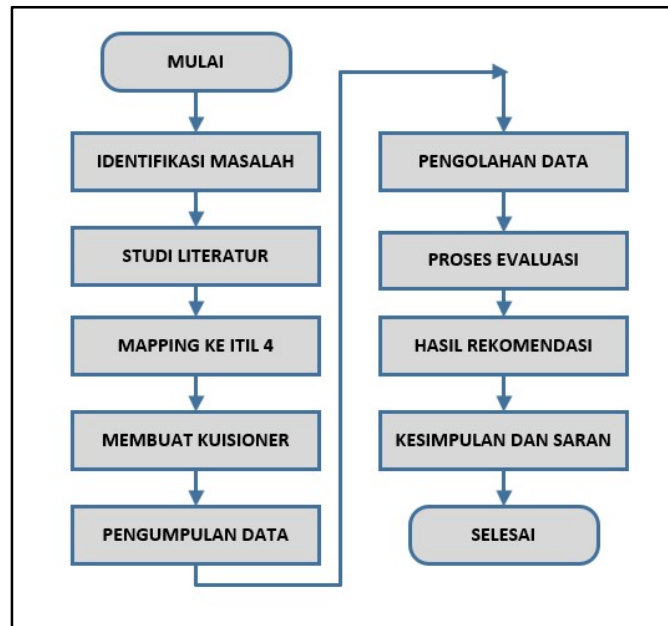 MULAI
IDENTIFIKASI MASALAH
STUDI LITERATUR
MAPPING KE ITIL 4
MEMBUAT KUISIONER
PENGUMPULAN DATA
PENGOLAHAN DATA
PROSES EVALUASI
HASIL REKOMENDASI
KESIMPULAN DAN SARAN
SELESAI